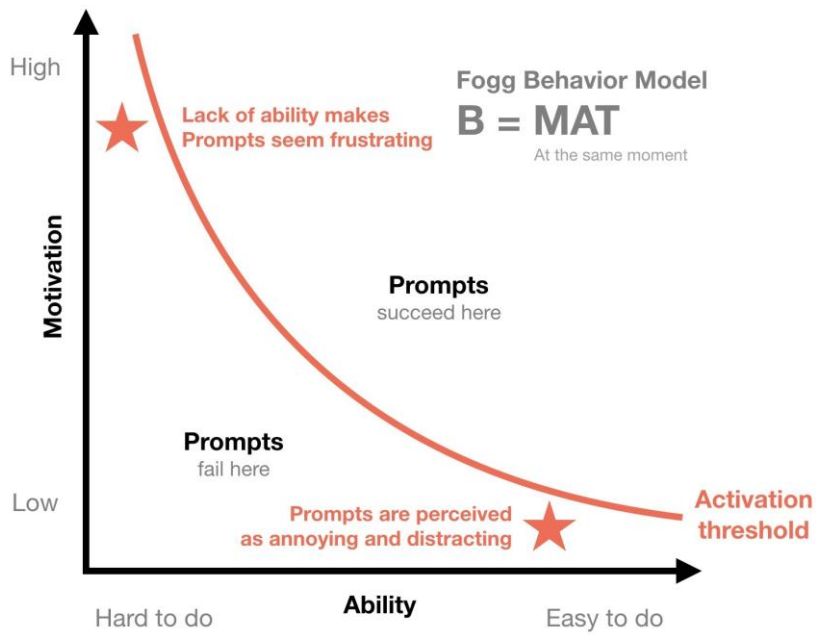 High
Fogg Behavior Model
B = MAT
At the same moment
Lack of ability makes
Prompts seem frustrating
Motivation
Prompts
succeed here
Prompts
fail here
Low
Prompts are perceived
as annoying and distracting
Activation
threshold
Ability
Hard to do
Easy to do